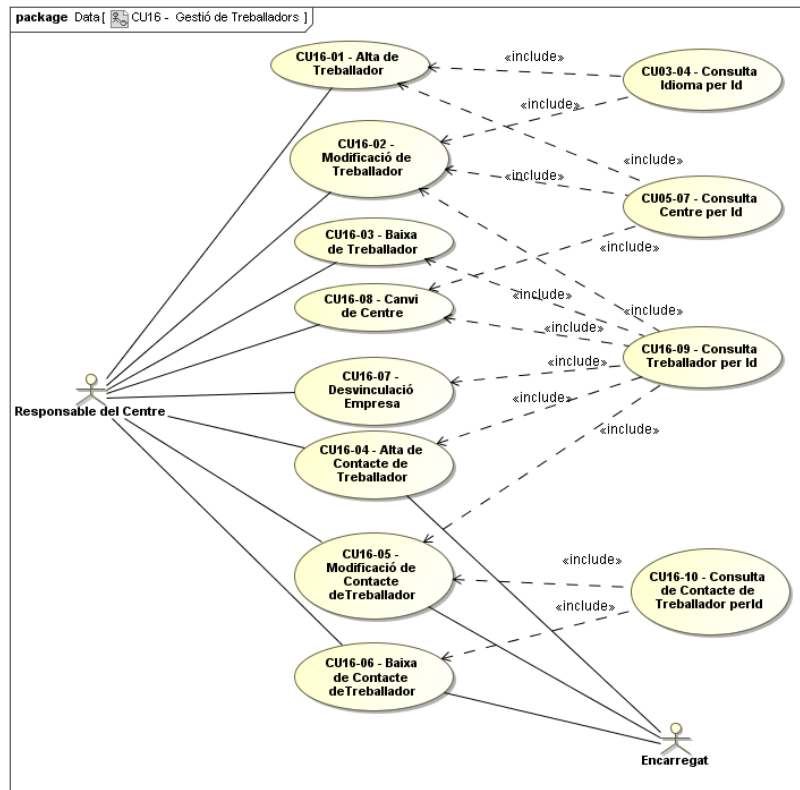 package Data [ CU16 - Gestió de Treballadors ]
CU16-01 - Alta de
Treballador
«include»
CU03-04 - Consulta
Idioma per Id
«include»
CU16-02 -
Modificació de
Treballador
«include»
«include»
CU05-07 - Consulta
Centre per Id
CU16-03 - Baixa
de Treballador
«include»
«include»
CU16-08 - Canvi
de Centre
«include»
«include»
CU16-09 - Consulta
Treballador per Id
«include»
CU16-07 -
Desvinculació
Empresa
«include»
Responsable del Centre
«include»
CU16-04 - Alta de
Contacte de
Treballador
CU16-05 -
Modificació de
Contacte
deTreballador
«include»
CU16-10 - Consulta
de Contacte de
Treballador perId
«include»
CU16-06 - Baixa
de Contacte
deTreballador
Encarregat